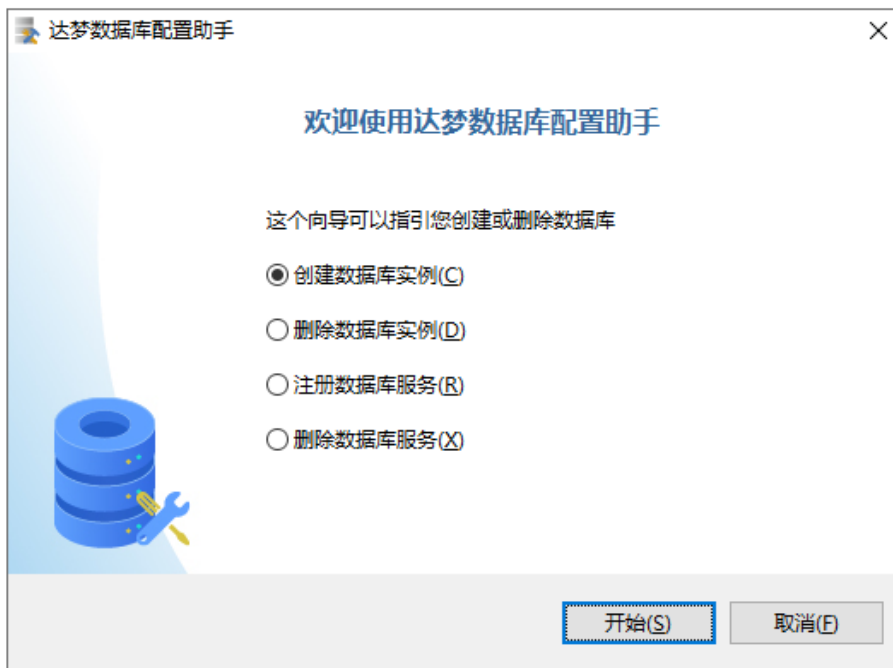 达梦数据库配置助手
欢迎使用达梦数据库配置助手
这个向导可以指引您创建或删除数据库
创建数据库实例(C)
删除数据库实例(D)
注册数据库服务(R)
删除数据库服务(X)
开始(S)
取消(F)